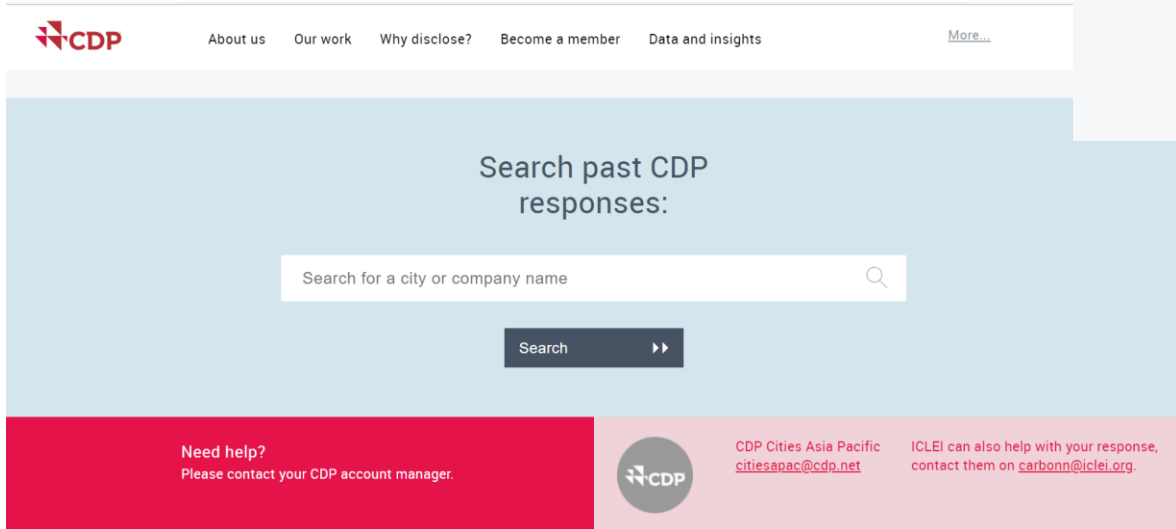 CDP
About us Our work Why disclose? Become a member Data and insights More...
Search past CDP
responses:
Search for a city or company name
Search
Need help?
Please contact your CDP account manager.
CDP
CDP Cities Asia Pacific
citiesapac@cdp.net
ICLEI can also help with your response,
contact them on carbonn@iclei.org.